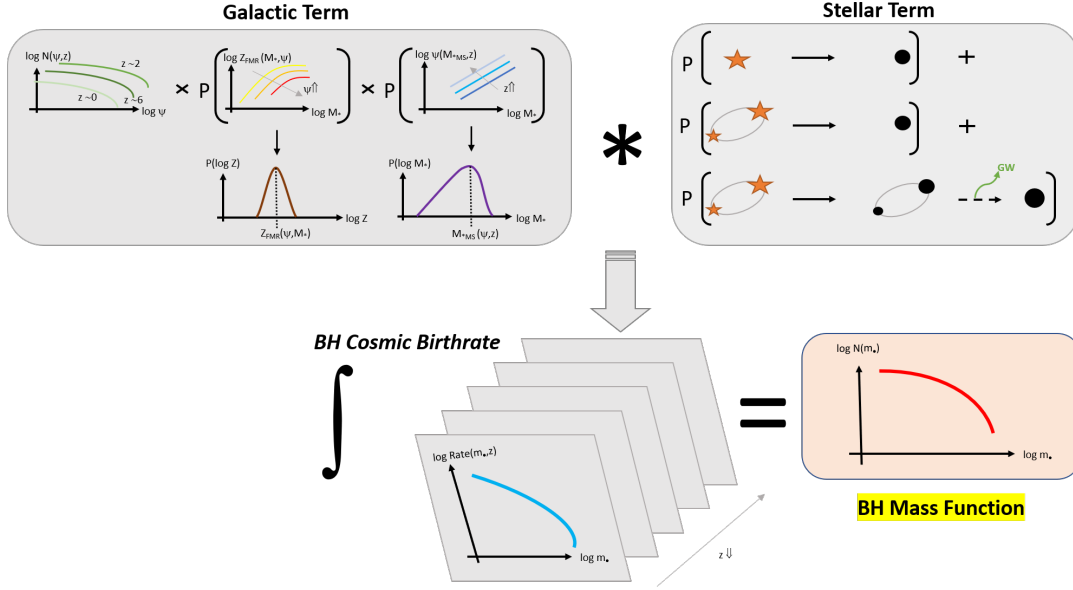 Galactic Term
Stellar Term
log N(ψ,z)
z ~2
z ~0
z ~6
log ψ
×
P
log Z_FMR (M⋆,ψ)
ψ⇑
log M⋆
×
P
log ψ(M⋆MS,z)
z⇑
log M⋆
P(log Z)
log Z
Z_FMR(ψ,M⋆)
P(log M⋆)
log M⋆
M⋆MS (ψ,z)
*
P
+
P
+
P
GW
BH Cosmic Birthrate
∫
log Rate(m•,z)
log m•
z ⇓
=
log N(m•)
log m•
BH Mass Function